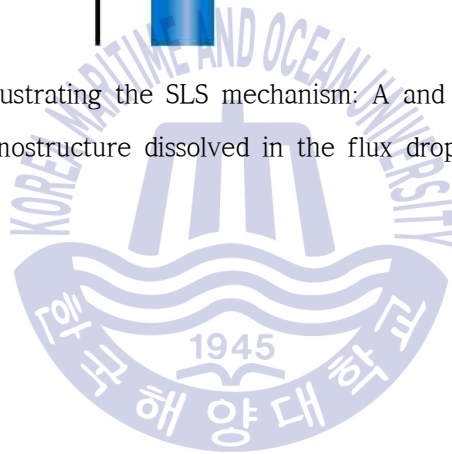 KOREA MARITIME AND OCEAN UNIVERSITY
ustrating the SLS mechanism: A and
nostructure dissolved in the flux drop
1945
한국해양대학교